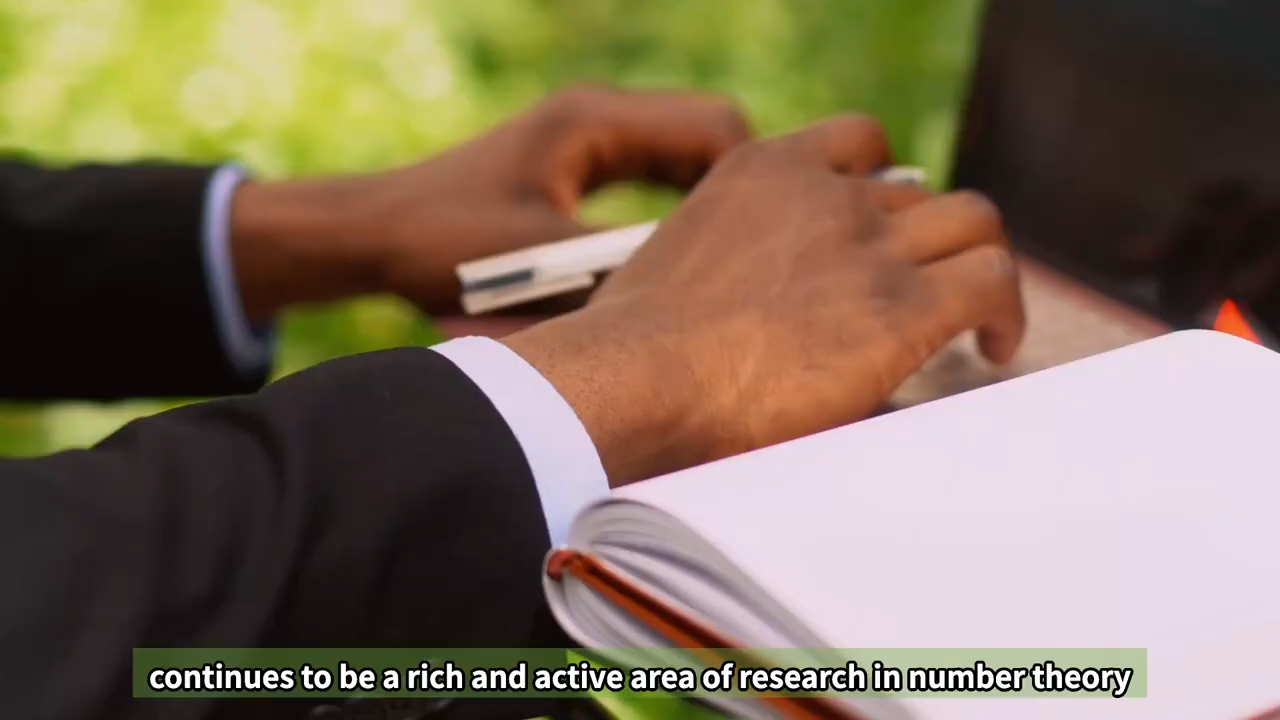 continues to be a rich and active area of research in number theory